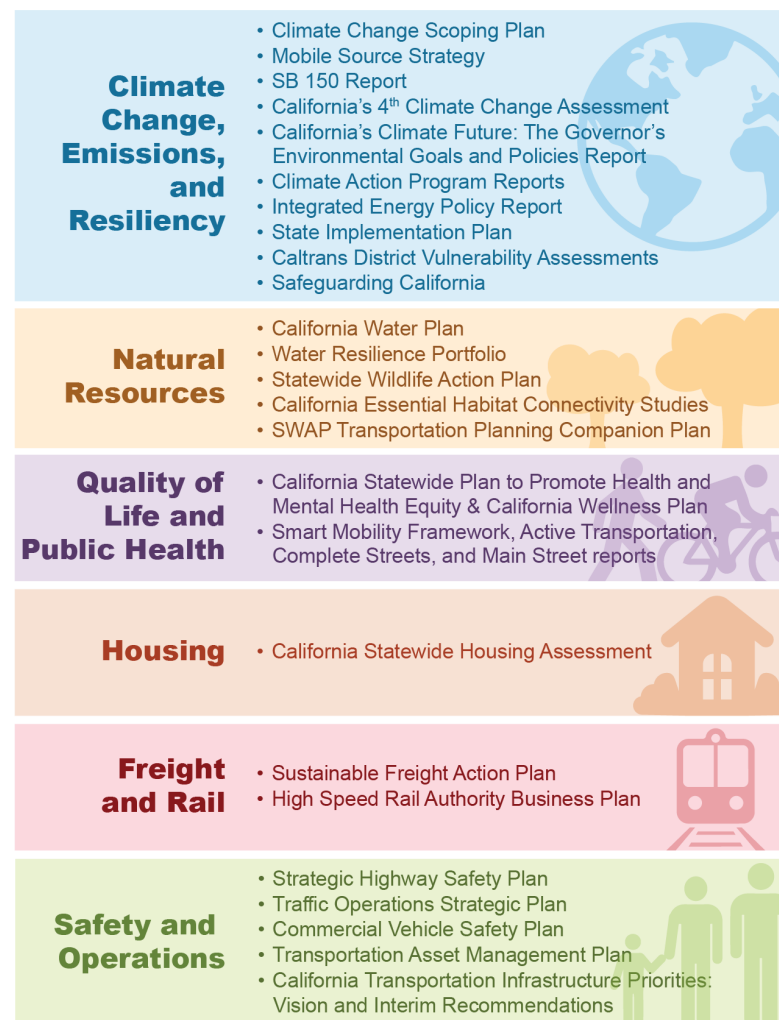 Climate
Change,
Emissions,
and
Resiliency
• Climate Change Scoping Plan
• Mobile Source Strategy
• SB 150 Report
• California’s 4th Climate Change Assessment
• California’s Climate Future: The Governor’s
Environmental Goals and Policies Report
• Climate Action Program Reports
• Integrated Energy Policy Report
• State Implementation Plan
• Caltrans District Vulnerability Assessments
• Safeguarding California
Natural
Resources
• California Water Plan
• Water Resilience Portfolio
• Statewide Wildlife Action Plan
• California Essential Habitat Connectivity Studies
• SWAP Transportation Planning Companion Plan
Quality of
Life and
Public Health
• California Statewide Plan to Promote Health and
Mental Health Equity & California Wellness Plan
• Smart Mobility Framework, Active Transportation,
Complete Streets, and Main Street reports
Housing
• California Statewide Housing Assessment
Freight
and Rail
• Sustainable Freight Action Plan
• High Speed Rail Authority Business Plan
Safety and
Operations
• Strategic Highway Safety Plan
• Traffic Operations Strategic Plan
• Commercial Vehicle Safety Plan
• Transportation Asset Management Plan
• California Transportation Infrastructure Priorities:
Vision and Interim Recommendations